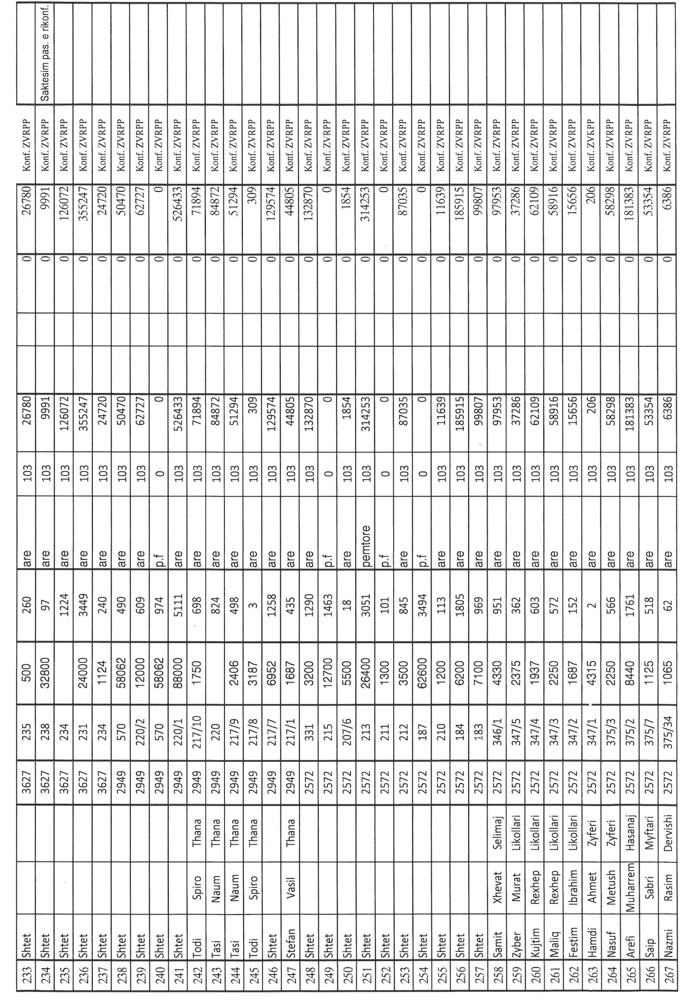 233 Shtet 3627 235 500 260 are 103 26780 0 26780 Konf. ZVRPP
234 Shtet 3627 238 32800 97 are 103 9991 0 9991 Konf. ZVRPP Saktesim pas. e rikonf.
235 Shtet 3627 234 1224 are 103 126072 0 126072 Konf. ZVRPP
236 Shtet 3627 231 24000 3449 are 103 355247 0 355247 Konf. ZVRPP
237 Shtet 3627 234 1124 240 are 103 24720 0 24720 Konf. ZVRPP
238 Shtet 2949 570 58062 490 are 103 50470 0 50470 Konf. ZVRPP
239 Shtet 2949 220/2 12000 609 are 103 62727 0 62727 Konf. ZVRPP
240 Shtet 2949 570 58062 974 p.f 0 0 0 0 Konf. ZVRPP
241 Shtet 2949 220/1 88000 5111 are 103 526433 0 526433 Konf. ZVRPP
242 Todi Spiro Thana 2949 217/10 1750 698 are 103 71894 0 71894 Konf. ZVRPP
243 Tasi Naum Thana 2949 220 824 are 103 84872 0 84872 Konf. ZVRPP
244 Tasi Naum Thana 2949 217/9 2406 498 are 103 51294 0 51294 Konf. ZVRPP
245 Todi Spiro Thana 2949 217/8 3187 3 are 103 309 0 309 Konf. ZVRPP
246 Shtet 2949 217/7 6952 1258 are 103 129574 0 129574 Konf. ZVRPP
247 Stefan Vasil Thana 2949 217/1 1687 435 are 103 44805 0 44805 Konf. ZVRPP
248 Shtet 2572 331 3200 1290 are 103 132870 0 132870 Konf. ZVRPP
249 Shtet 2572 215 12700 1463 p.f 0 0 0 0 Konf. ZVRPP
250 Shtet 2572 207/6 5500 18 are 103 1854 0 1854 Konf. ZVRPP
251 Shtet 2572 213 26400 3051 pemtore 103 314253 0 314253 Konf. ZVRPP
252 Shtet 2572 211 1300 101 p.f 0 0 0 0 Konf. ZVRPP
253 Shtet 2572 212 3500 845 are 103 87035 0 87035 Konf. ZVRPP
254 Shtet 2572 187 62600 3494 p.f 0 0 0 0 Konf. ZVRPP
255 Shtet 2572 210 1200 113 are 103 11639 0 11639 Konf. ZVRPP
256 Shtet 2572 184 6200 1805 are 103 185915 0 185915 Konf. ZVRPP
257 Shtet 2572 183 7100 969 are 103 99807 0 99807 Konf. ZVRPP
258 Samit Xhevat Selimaj 2572 346/1 4330 951 are 103 97953 0 97953 Konf. ZVRPP
259 Zyber Murat Likollari 2572 347/5 2375 362 are 103 37286 0 37286 Konf. ZVRPP
260 Kujtim Rexhep Likollari 2572 347/4 1937 603 are 103 62109 0 62109 Konf. ZVRPP
261 Maliq Rexhep Likollari 2572 347/3 2250 572 are 103 58916 0 58916 Konf. ZVRPP
262 Festim Ibrahim Likollari 2572 347/2 1687 152 are 103 15656 0 15656 Konf. ZVRPP
263 Hamdi Ahmet Zyferi 2572 347/1 4315 2 are 103 206 0 206 Konf. ZVRPP
264 Nasuf Metush Zyferi 2572 375/3 2250 566 are 103 58298 0 58298 Konf. ZVRPP
265 Arefi Muharrem Hasanaj 2572 375/2 8440 1761 are 103 181383 0 181383 Konf. ZVRPP
266 Saip Sabri Myftari 2572 375/7 1125 518 are 103 53354 0 53354 Konf. ZVRPP
267 Nazmi Rasim Dervishi 2572 375/34 1065 62 are 103 6386 0 6386 Konf. ZVRPP